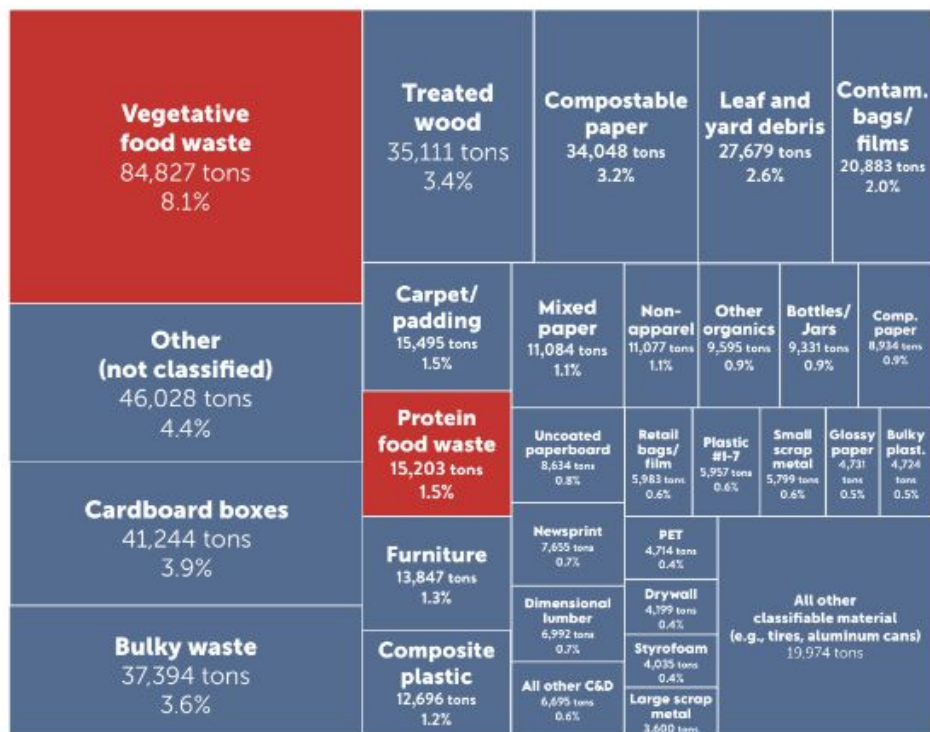 Vegetative
food waste
84,827 tons
8.1%
Other
(not classified)
46,028 tons
4.4%
Cardboard boxes
41,244 tons
3.9%
Bulky waste
37,394 tons
3.6%
Treated
wood
35,111 tons
3.4%
Compostable
paper
34,048 tons
3.2%
Leaf and
yard debris
27,679 tons
2.6%
Contam.
bags/
films
20,883 tons
2.0%
Carpet/
padding
15,495 tons
1.5%
Protein
food waste
15,203 tons
1.5%
Furniture
13,847 tons
1.3%
Composite
plastic
12,696 tons
1.2%
Mixed
paper
11,084 tons
1.1%
Non-
apparel
11,077 tons
1.1%
Other
organics
9,595 tons
0.9%
Bottles/
Jars
9,331 tons
0.9%
Comp.
paper
8,934 tons
0.9%
Uncoated
paperboard
8,634 tons
0.8%
Newsprint
7,655 tons
0.7%
Dimensional
lumber
6,992 tons
0.7%
All other C&D
6,695 tons
0.6%
Retail
bags/
film
5,983 tons
0.6%
Plastic
#1-7
5,957 tons
0.6%
Small
scrap
metal
5,799 tons
0.6%
Glossy
paper
4,731
tons
0.5%
Bulky
plast.
4,724
tons
0.5%
PET
4,714 tons
0.4%
Drywall
4,199 tons
0.4%
Styrofoam
4,035 tons
0.4%
Large scrap
metal
3,600 tons
All other
classifiable material
(e.g., tires, aluminum cans)
19,974 tons